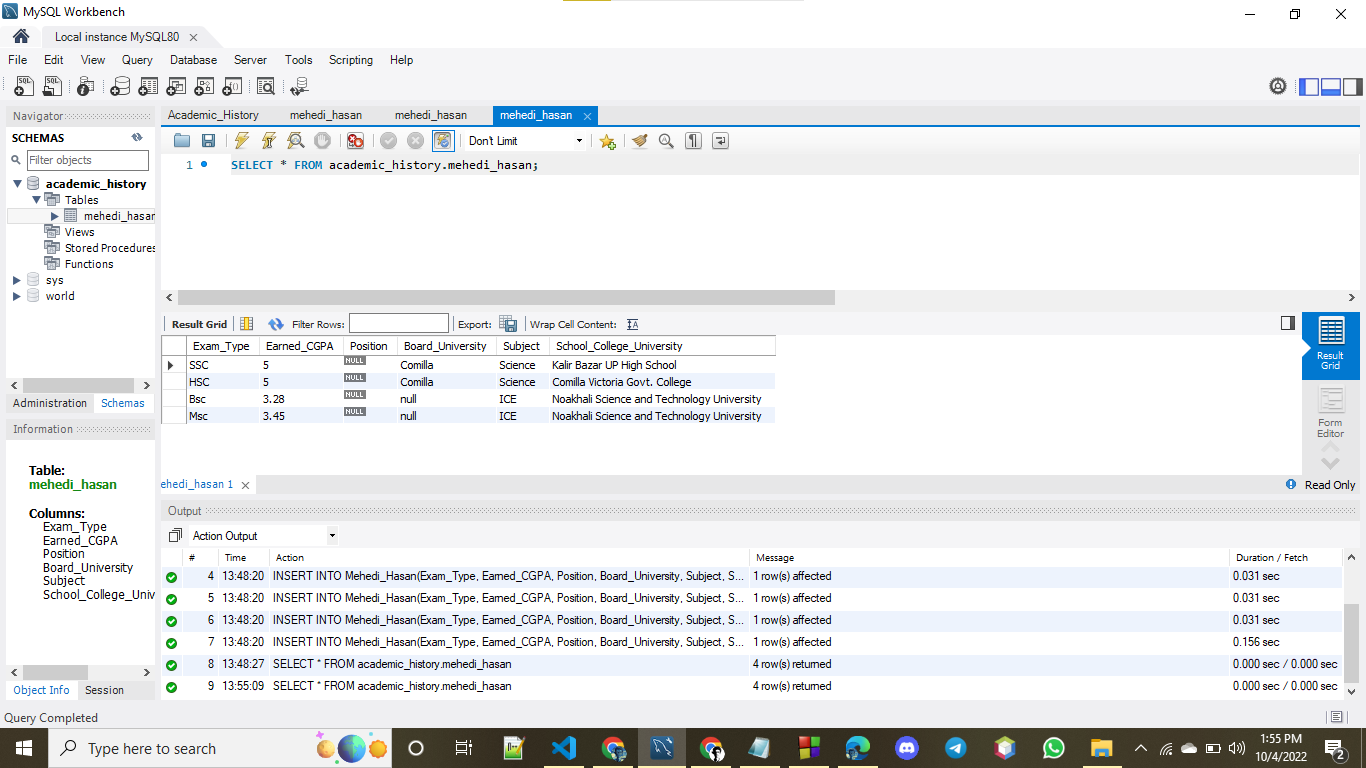 MySQL Workbench
Local instance MySQL80
File Edit View Query Database Server Tools Scripting Help
Navigator
SCHEMAS
Filter objects
academic_history
Tables
mehedi_hasan
Views
Stored Procedures
Functions
sys
world
Administration Schemas
Information
Table:
mehedi_hasan
Columns:
Exam_Type
Earned_CGPA
Position
Board_University
Subject
School_College_Univ
Object Info Session
Academic_History mehedi_hasan mehedi_hasan mehedi_hasan
Don't Limit
1 SELECT * FROM academic_history.mehedi_hasan;
Result Grid Filter Rows: Export: Wrap Cell Content:
Exam_Type Earned_CGPA Position Board_University Subject School_College_University
SSC 5 NULL Comilla Science Kalir Bazar UP High School
HSC 5 NULL Comilla Science Comilla Victoria Govt. College
Bsc 3.28 NULL null ICE Noakhali Science and Technology University
Msc 3.45 NULL null ICE Noakhali Science and Technology University
Result
Grid
Form
Editor
ehedi_hasan 1
Read Only
Output
Action Output
# Time Action Message Duration / Fetch
4 13:48:20 INSERT INTO Mehedi_Hasan(Exam_Type, Earned_CGPA, Position, Board_University, Subject, S... 1 row(s) affected 0.031 sec
5 13:48:20 INSERT INTO Mehedi_Hasan(Exam_Type, Earned_CGPA, Position, Board_University, Subject, S... 1 row(s) affected 0.031 sec
6 13:48:20 INSERT INTO Mehedi_Hasan(Exam_Type, Earned_CGPA, Position, Board_University, Subject, S... 1 row(s) affected 0.031 sec
7 13:48:20 INSERT INTO Mehedi_Hasan(Exam_Type, Earned_CGPA, Position, Board_University, Subject, S... 1 row(s) affected 0.156 sec
8 13:48:27 SELECT * FROM academic_history.mehedi_hasan 4 row(s) returned 0.000 sec / 0.000 sec
9 13:55:09 SELECT * FROM academic_history.mehedi_hasan 4 row(s) returned 0.000 sec / 0.000 sec
Query Completed
Type here to search
1:55 PM
10/4/2022
2